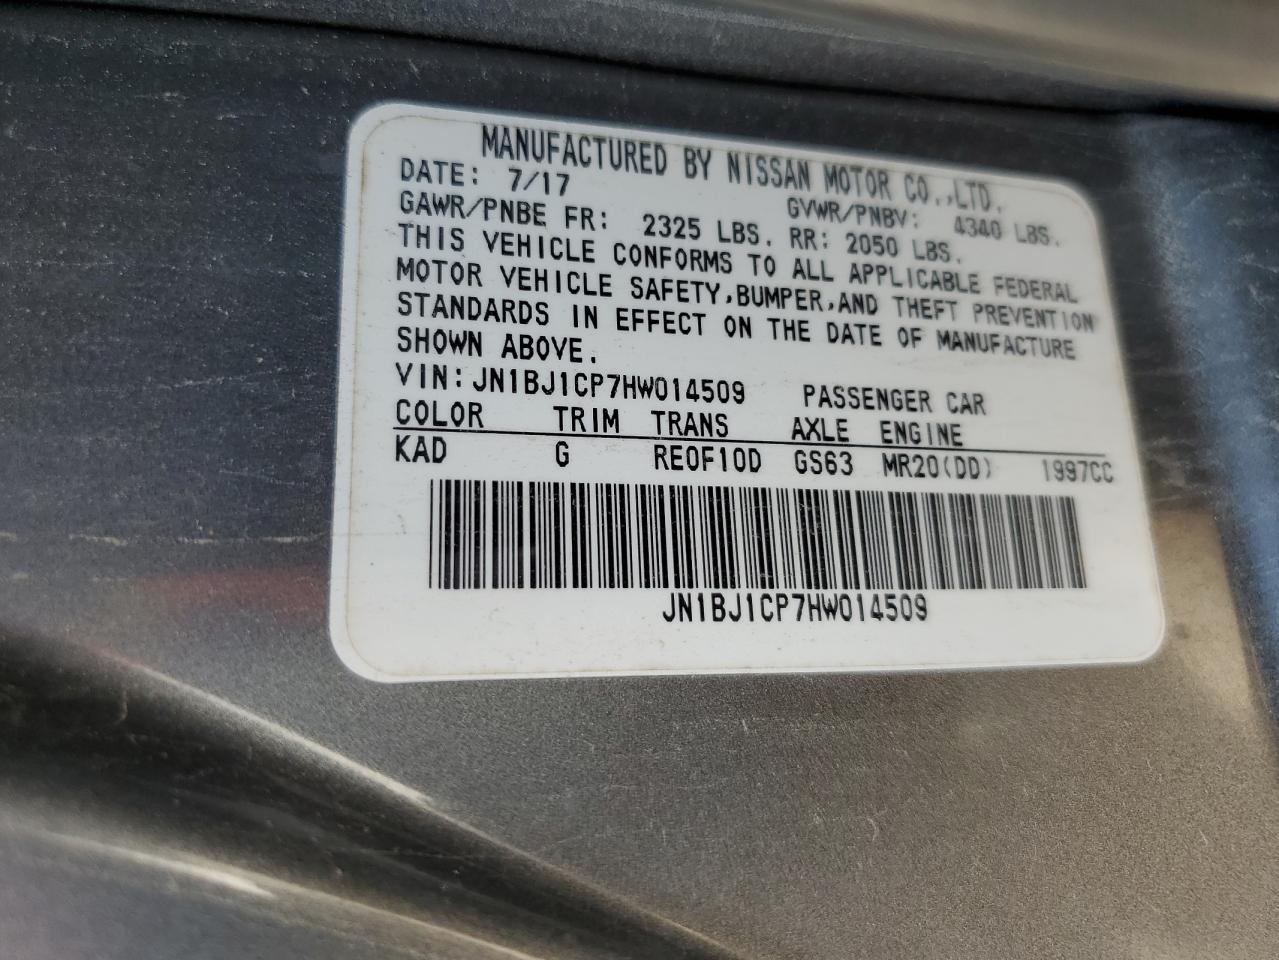 MANUFACTURED BY NISSAN MOTOR CO.,LTD.
DATE: 7/17 GVWR/PNBV: 4340 LBS.
GAWR/PNBE FR: 2325 LBS. RR: 2050 LBS.
THIS VEHICLE CONFORMS TO ALL APPLICABLE FEDERAL
MOTOR VEHICLE SAFETY,BUMPER,AND THEFT PREVENTION
STANDARDS IN EFFECT ON THE DATE OF MANUFACTURE
SHOWN ABOVE.
VIN: JN1BJ1CP7HW014509 PASSENGER CAR
COLOR TRIM TRANS AXLE ENGINE
KAD G RE0F10D GS63 MR20(DD) 1997CC
JN1BJ1CP7HW014509